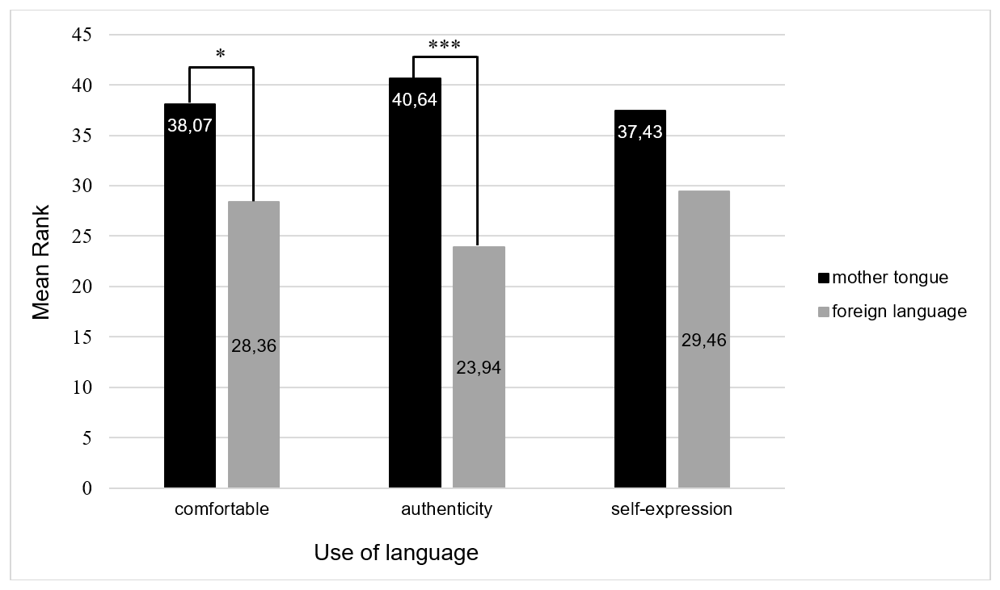 45
40
35
30
25
20
15
10
5
0
Mean Rank
*
***
38,07
28,36
40,64
23,94
37,43
29,46
comfortable
authenticity
self-expression
Use of language
mother tongue
foreign language